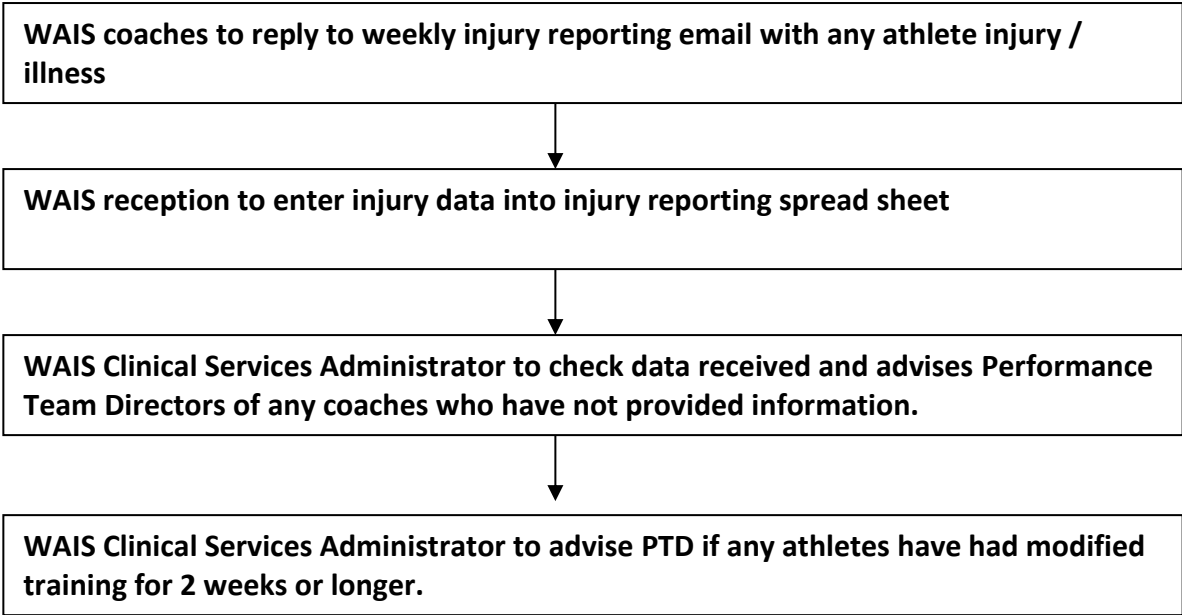 WAIS coaches to reply to weekly injury reporting email with any athlete injury /
illness
WAIS reception to enter injury data into injury reporting spread sheet
WAIS Clinical Services Administrator to check data received and advises Performance
Team Directors of any coaches who have not provided information.
WAIS Clinical Services Administrator to advise PTD if any athletes have had modified
training for 2 weeks or longer.